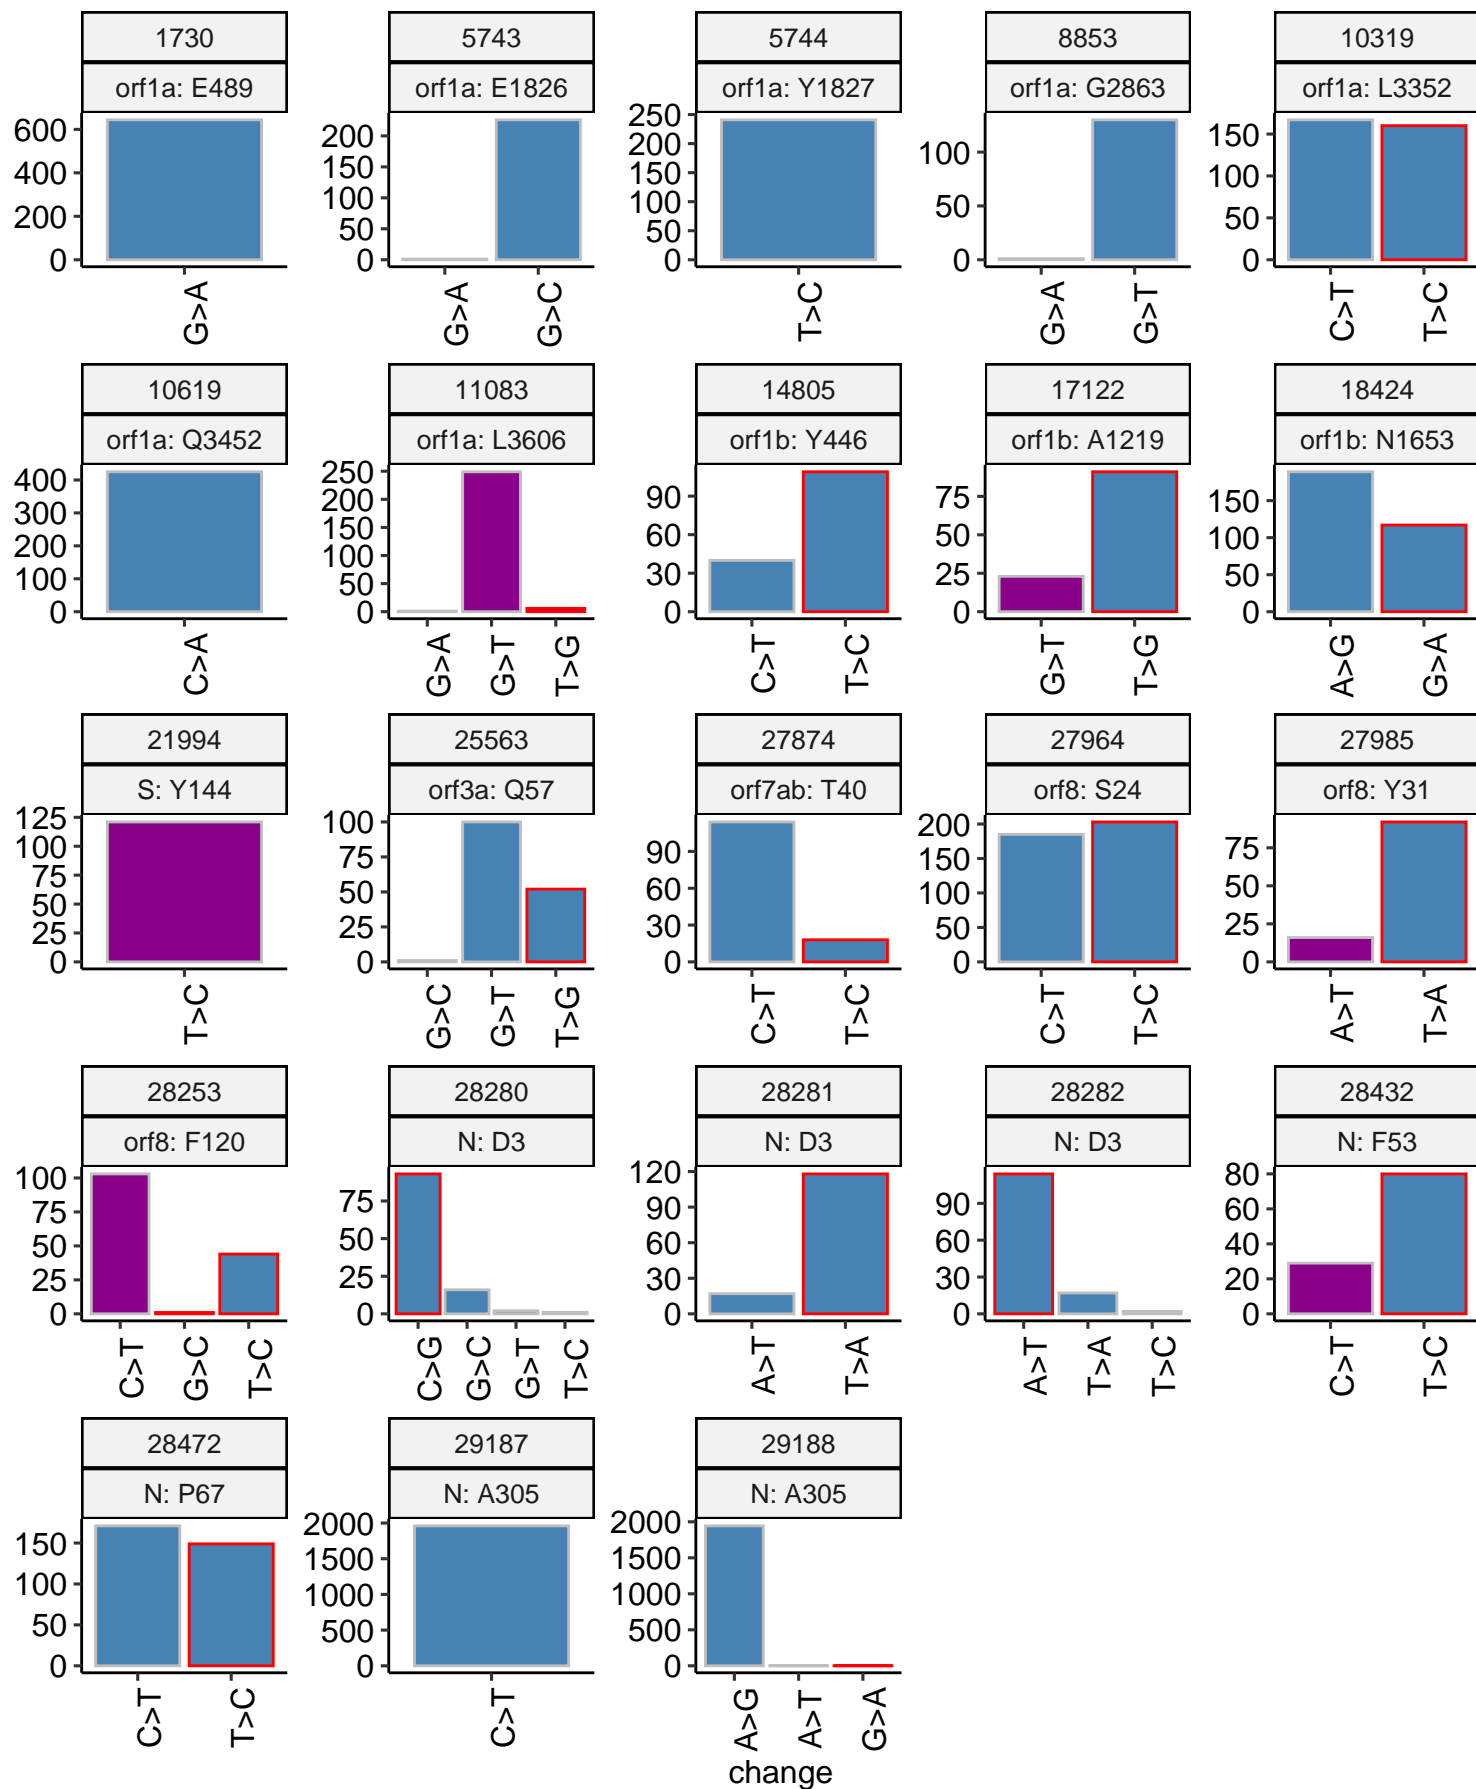 1730 5743 5744 8853 10319
orf1a: E489 orf1a: E1826 orf1a: Y1827 orf1a: G2863 orf1a: L3352
600 400 200 0
200 150 100 50 0
250 200 150 100 50 0
100 50 0
150 100 50 0
G>A G>A G>C T>C G>A G>T C>T T>C
10619 11083 14805 17122 18424
orf1a: Q3452 orf1a: L3606 orf1b: Y446 orf1b: A1219 orf1b: N1653
400 300 200 100 0
250 200 150 100 50 0
90 60 30 0
75 50 25 0
150 100 50 0
C>A G>A G>T T>G C>T T>C G>T T>G A>G G>A
21994 25563 27874 27964 27985
S: Y144 orf3a: Q57 orf7ab: T40 orf8: S24 orf8: Y31
125 100 75 50 25 0
100 75 50 25 0
90 60 30 0
200 150 100 50 0
75 50 25 0
T>C G>C G>T T>G C>T T>C C>T T>C A>T T>A
28253 28280 28281 28282 28432
orf8: F120 N: D3 N: D3 N: D3 N: F53
100 75 50 25 0
75 50 25 0
120 90 60 30 0
90 60 30 0
80 60 40 20 0
C>T G>C T>C C>G G>C G>T T>C A>T T>A A>T T>A T>C C>T T>C
28472 29187 29188
N: P67 N: A305 N: A305
150 100 50 0
2000 1500 1000 500 0
2000 1500 1000 500 0
C>T T>C C>T A>G A>T G>A
change